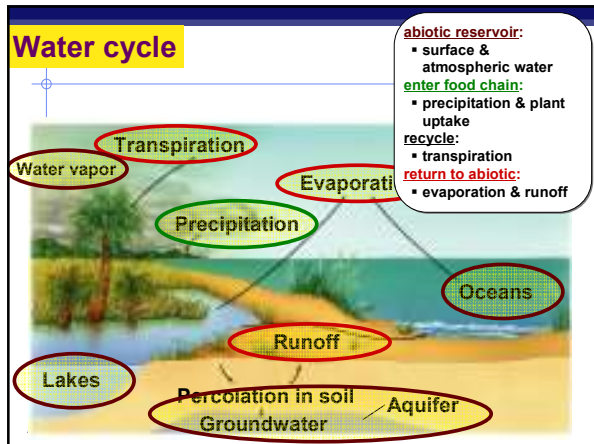 Water cycle
abiotic reservoir:
▪ surface &
atmospheric water
enter food chain:
▪ precipitation & plant
uptake
recycle:
▪ transpiration
return to abiotic:
▪ evaporation & runoff
Transpiration
Water vapor
Evaporati
Precipitation
Oceans
Runoff
Lakes
Percolation in soil
Aquifer
Groundwater